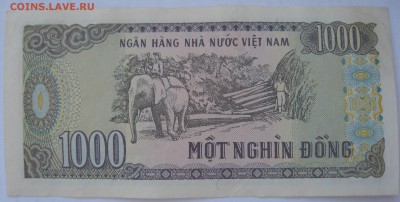 COINS.LAVE.RU
NGÂN HÀNG NHÀ NƯỚC VIỆT NAM
1000
1000
MỘT NGHÌN ĐỒNG